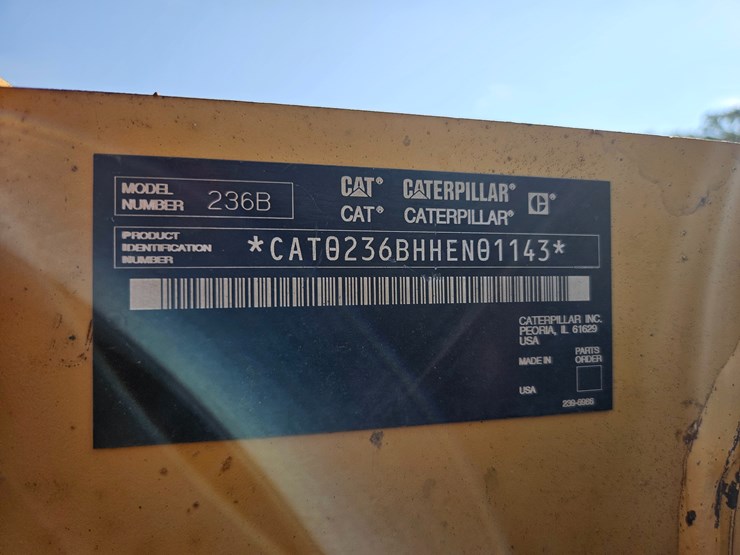 MODEL
NUMBER 236B
CAT® CATERPILLAR®
CAT® CATERPILLAR® C®
PRODUCT
IDENTIFICATION
NUMBER
*CAT0236BHHEN01143*
CATERPILLAR INC.
PEORIA, IL 61629
USA
MADE IN
PARTS
ORDER
USA